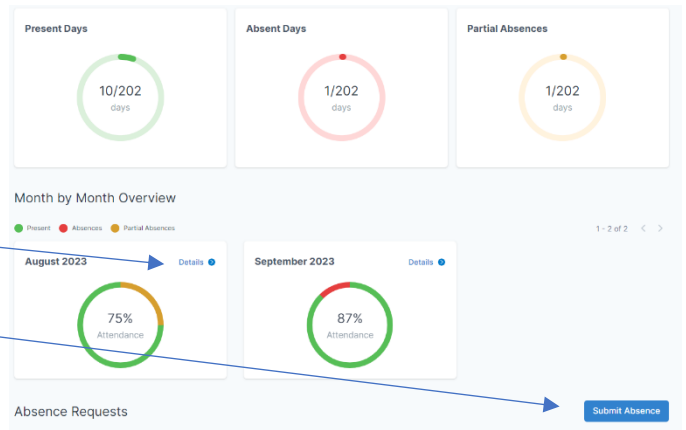 Present Days
Absent Days
Partial Absences
10/202
days
1/202
days
1/202
days
Month by Month Overview
Present Absences Partial Absences
1 - 2 of 2
August 2023 Details
September 2023 Details
75%
Attendance
87%
Attendance
Absence Requests
Submit Absence